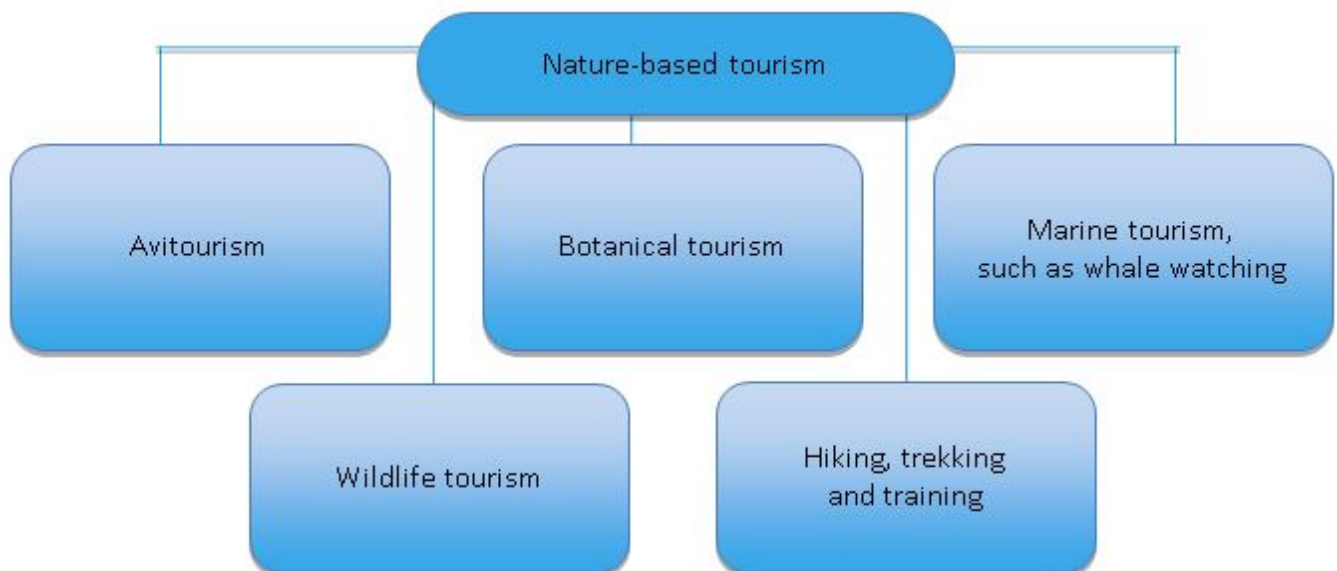 Nature-based tourism
Avitourism
Botanical tourism
Marine tourism,
such as whale watching
Wildlife tourism
Hiking, trekking
and training